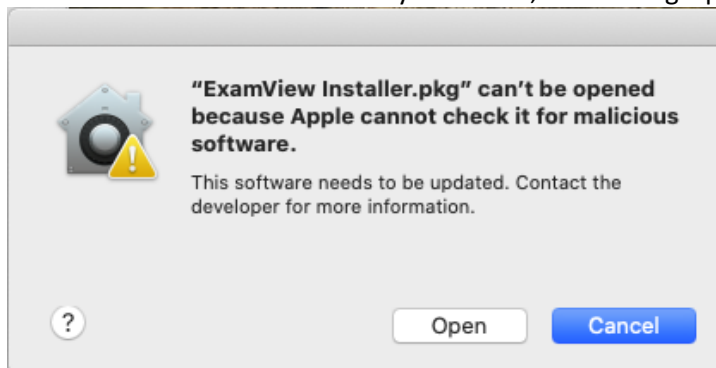 “ExamView Installer.pkg” can’t be opened
because Apple cannot check it for malicious
software.
This software needs to be updated. Contact the
developer for more information.
?
Open
Cancel